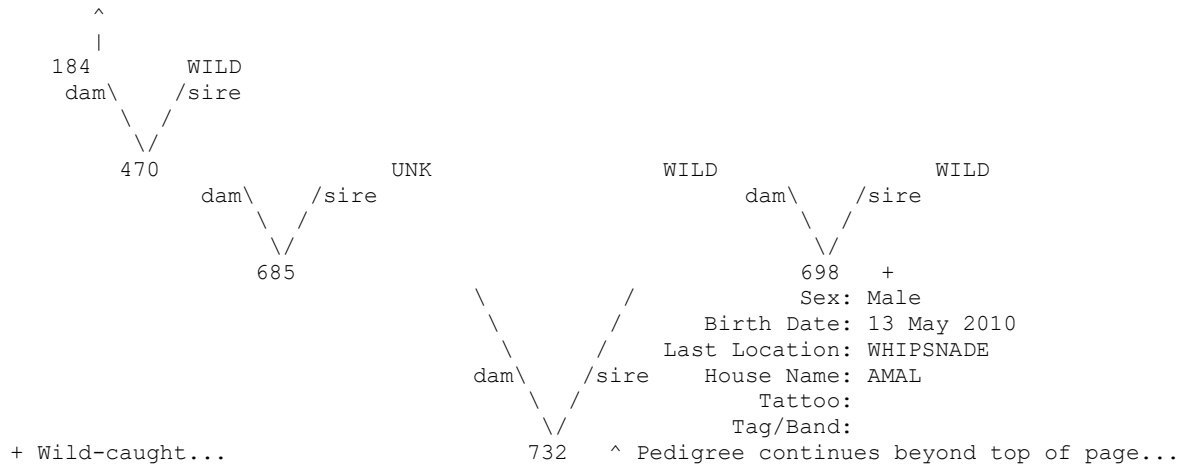 ^
|
184 WILD
dam\ /sire
\ /
\/
470 UNK WILD WILD
dam\ /sire dam\ /sire
\ / \ /
\/ \/
685 698 +
\ / Sex: Male
\ / Birth Date: 13 May 2010
\ / Last Location: WHIPSNADE
dam\ /sire House Name: AMAL
\ / Tattoo:
\/ Tag/Band:
+ Wild-caught... 732 ^ Pedigree continues beyond top of page...